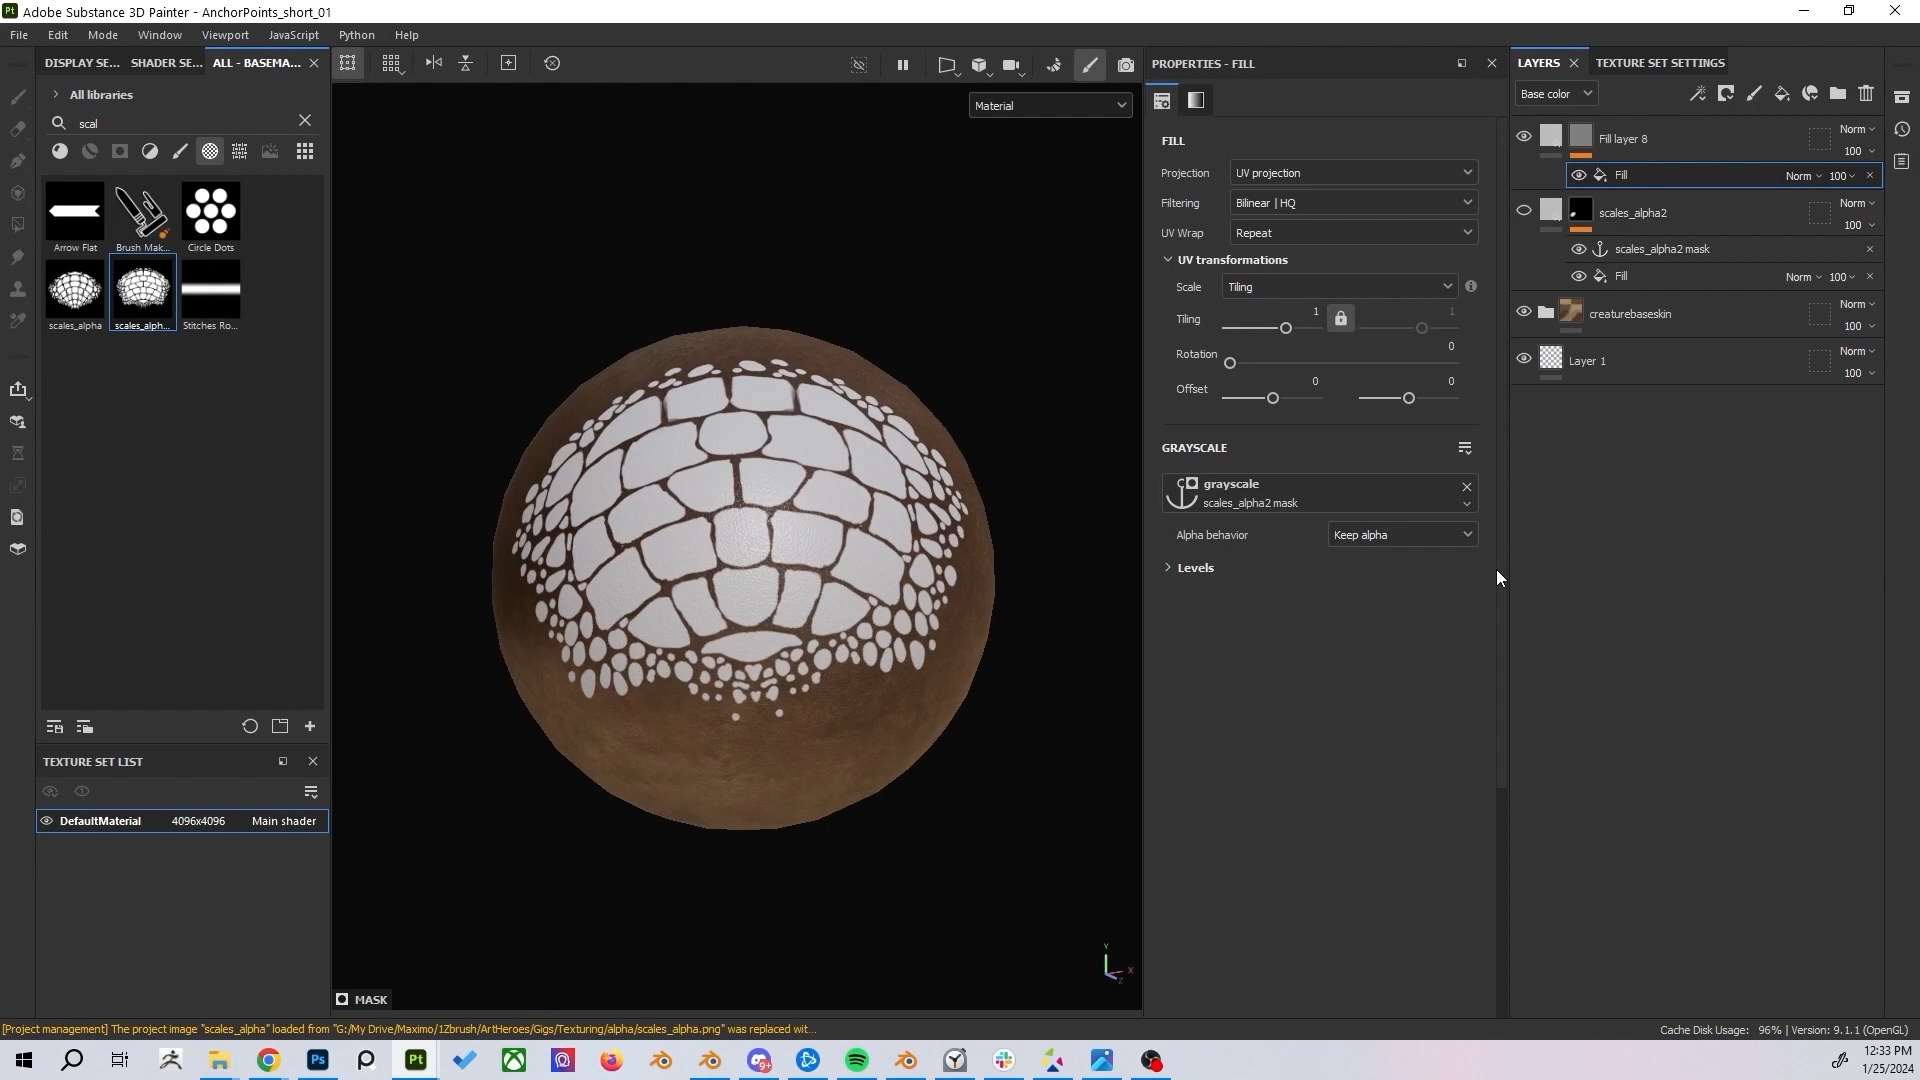 Pt Adobe Substance 3D Painter - AnchorPoints_short_01
File Edit Mode Window Viewport JavaScript Python Help
DISPLAY SE... SHADER SE... ALL - BASEMA...
All libraries
scal
Arrow Flat Brush Mak... Circle Dots
scales_alpha scales_alph... Stitches Ro...
TEXTURE SET LIST
DefaultMaterial 4096x4096 Main shader
Material
Y
X
Z
MASK
PROPERTIES - FILL
FILL
Projection UV projection
Filtering Bilinear | HQ
UV Wrap Repeat
UV transformations
Scale Tiling
Tiling 1 1
Rotation 0
Offset 0 0
GRAYSCALE
grayscale
scales_alpha2 mask
Alpha behavior Keep alpha
Levels
LAYERS TEXTURE SET SETTINGS
Base color
Fill layer 8 Norm
100
Fill Norm 100
scales_alpha2 Norm
100
scales_alpha2 mask
Fill Norm 100
creaturebaseskin Norm
100
Layer 1 Norm
100
[Project management] The project image "scales_alpha" loaded from "G:/My Drive/Maximo/1Zbrush/ArtHeroes/Gigs/Texturing/alpha/scales_alpha.png" was replaced wit...
Cache Disk Usage: 96% | Version: 9.1.1 (OpenGL)
Ps Pt 9+
12:33 PM
1/25/2024